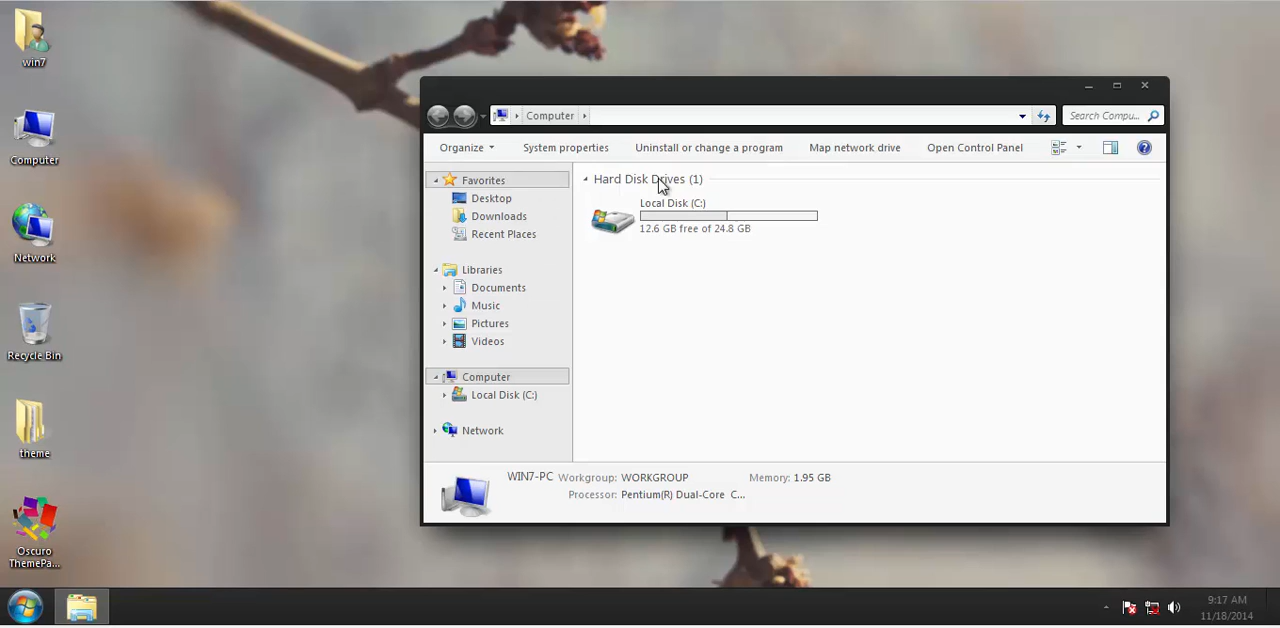 win7
Computer
Network
Recycle Bin
theme
Oscuro
ThemePa...
Computer
Search Compu...
Organize
System properties
Uninstall or change a program
Map network drive
Open Control Panel
Favorites
Desktop
Downloads
Recent Places
Libraries
Documents
Music
Pictures
Videos
Computer
Local Disk (C:)
Network
Hard Disk Drives (1)
Local Disk (C:)
12.6 GB free of 24.8 GB
WIN7-PC Workgroup: WORKGROUP Memory: 1.95 GB
Processor: Pentium(R) Dual-Core C...
9:17 AM
11/18/2014